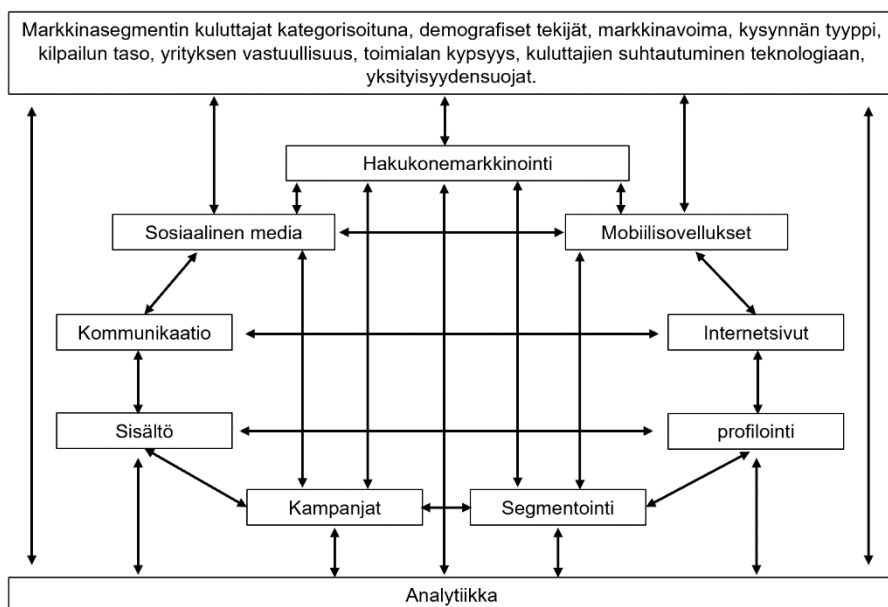 Markkinasegmentin kuluttajat kategorisoituna, demografiset tekijät, markkinavoima, kysynnän tyyppi,
kilpailun taso, yrityksen vastuullisuus, toimialan kypsyys, kuluttajien suhtautuminen teknologiaan,
yksityisyydensuojat.
Hakukonemarkkinointi
Sosiaalinen media
Mobiilisovellukset
Kommunikaatio
Internetsivut
Sisältö
profilointi
Kampanjat
Segmentointi
Analytiikka